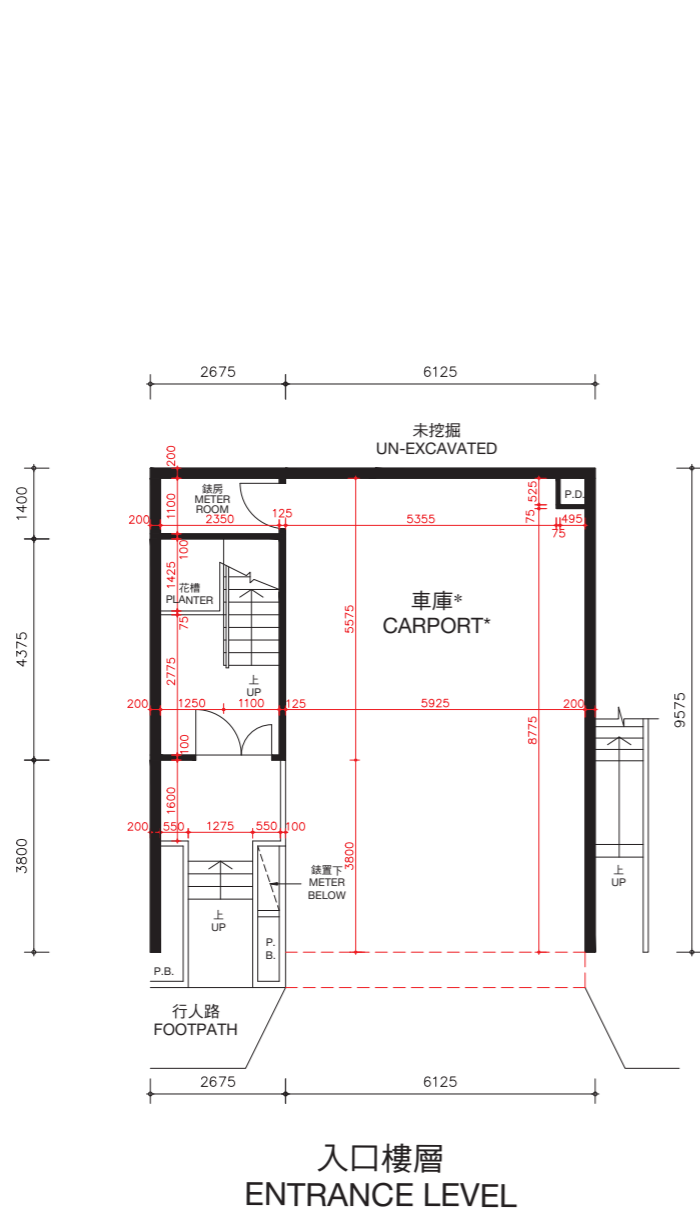 2675
6125
未挖掘
UN-EXCAVATED
200
1400
1100
錶房
METER
ROOM
525
P.D.
200
2350
125
5355
75
495
75
100
1425
花槽
PLANTER
75
車庫*
CARPORT*
5575
4375
2775
上
UP
200
1250
1100
125
5925
200
9575
8775
100
1600
200
550
1275
550
100
3800
3800
錶置下
METER
BELOW
上
UP
上
UP
P.
B.
P.B.
行人路
FOOTPATH
2675
6125
入口樓層
ENTRANCE LEVEL